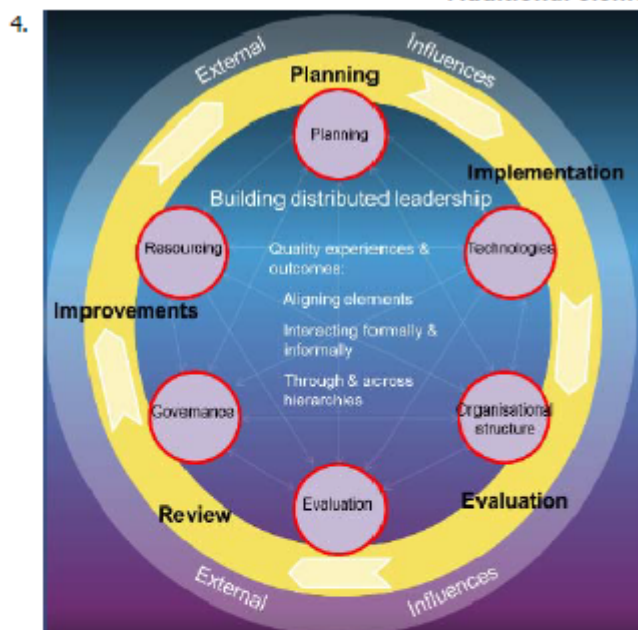 4.
External Influences
Planning
Planning
Implementation
Building distributed leadership
Resourcing
Quality experiences &
outcomes:
Technologies
Aligning elements
Improvements
Interacting formally &
informally
Through & across
hierarchies
Governance
Organisational
structure
Evaluation
Review
Evaluation
External Influences